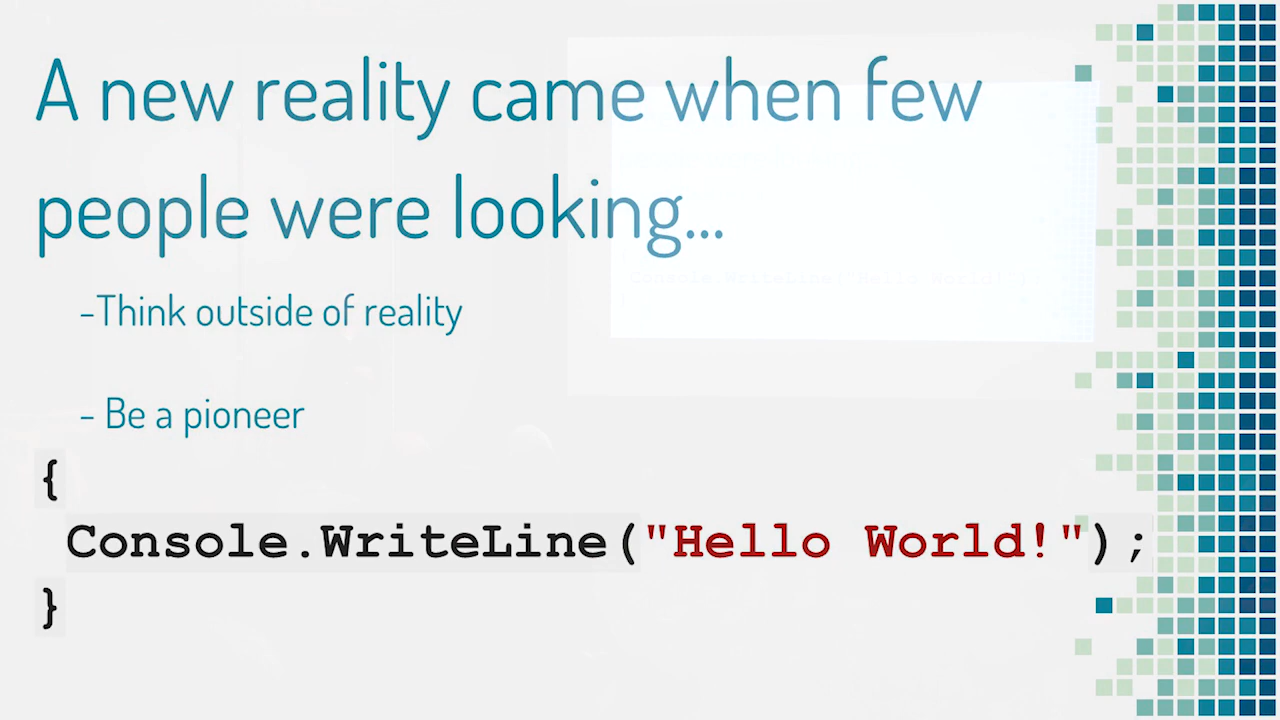 A new reality came when few
people were looking...
-Think outside of reality
- Be a pioneer
{
Console.WriteLine("Hello World!");
}